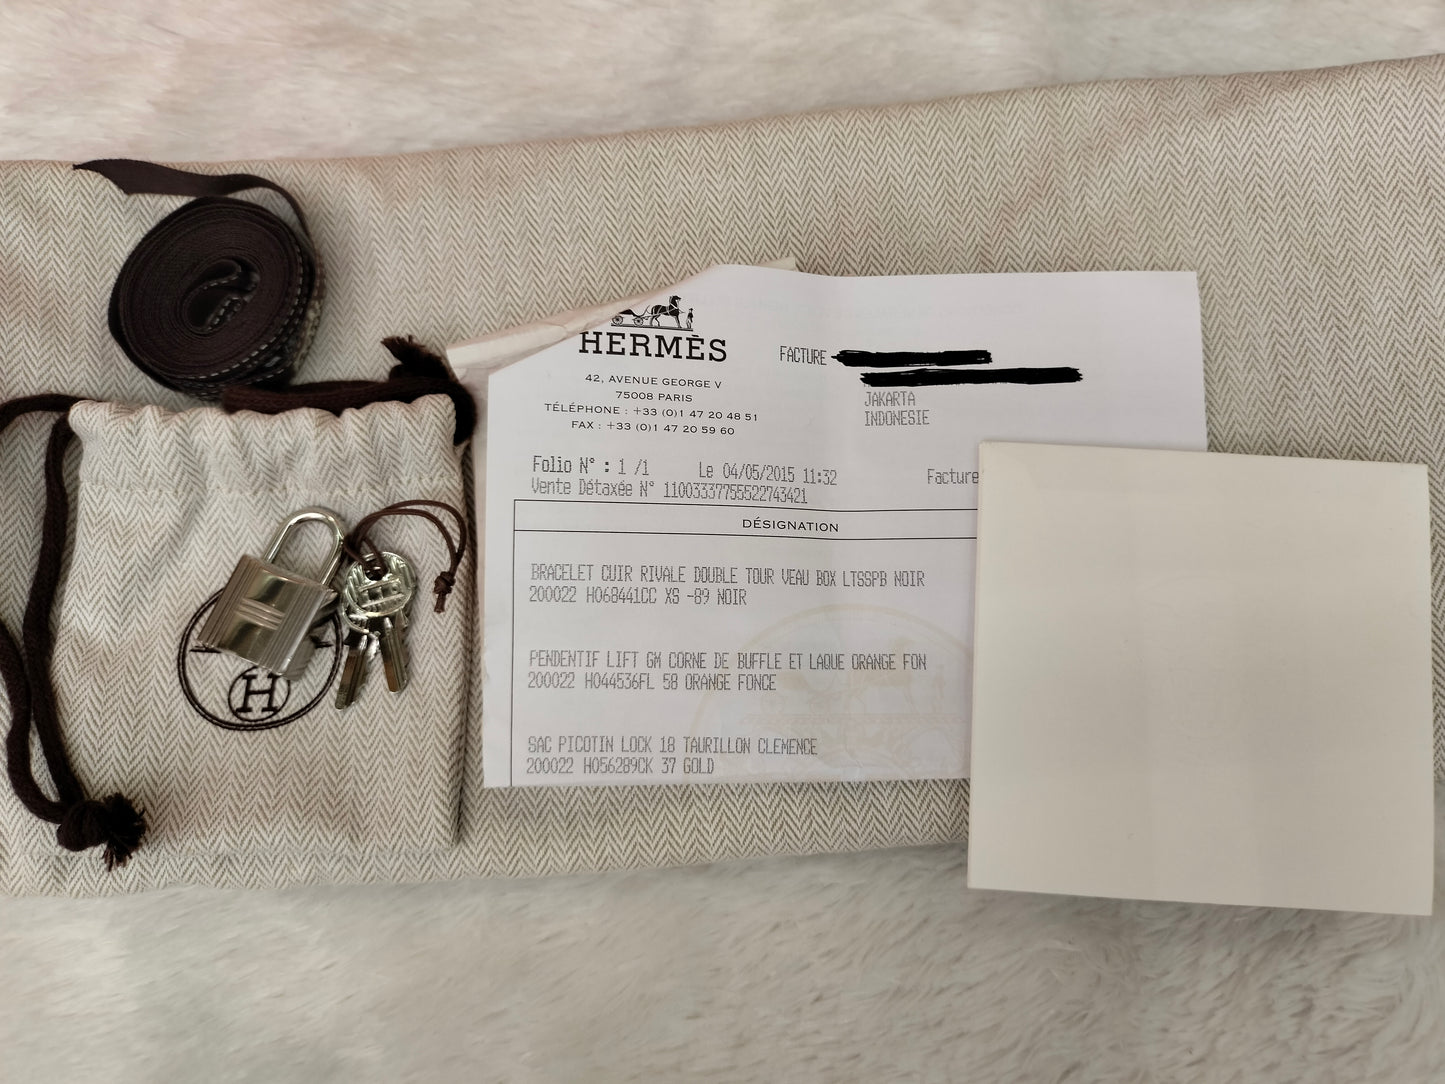 HERMÈS
42, AVENUE GEORGE V
75008 PARIS
TÉLÉPHONE : +33 (0)1 47 20 48 51
FAX : +33 (0)1 47 20 59 60
FACTURE
JAKARTA
INDONESIE
Folio N° : 1 /1 Le 04/05/2015 11:32 Facture
Vente Détaxée N° 11003337755522743421
DÉSIGNATION
BRACELET CUIR RIVALE DOUBLE TOUR VEAU BOX LTSSPB NOIR
200022 H068441CC XS -89 NOIR
PENDENTIF LIFT GM CORNE DE BUFFLE ET LAQUE ORANGE FON
200022 H044536FL 58 ORANGE FONCE
SAC PICOTIN LOCK 18 TAURILLON CLEMENCE
200022 H056289CK 37 GOLD
H